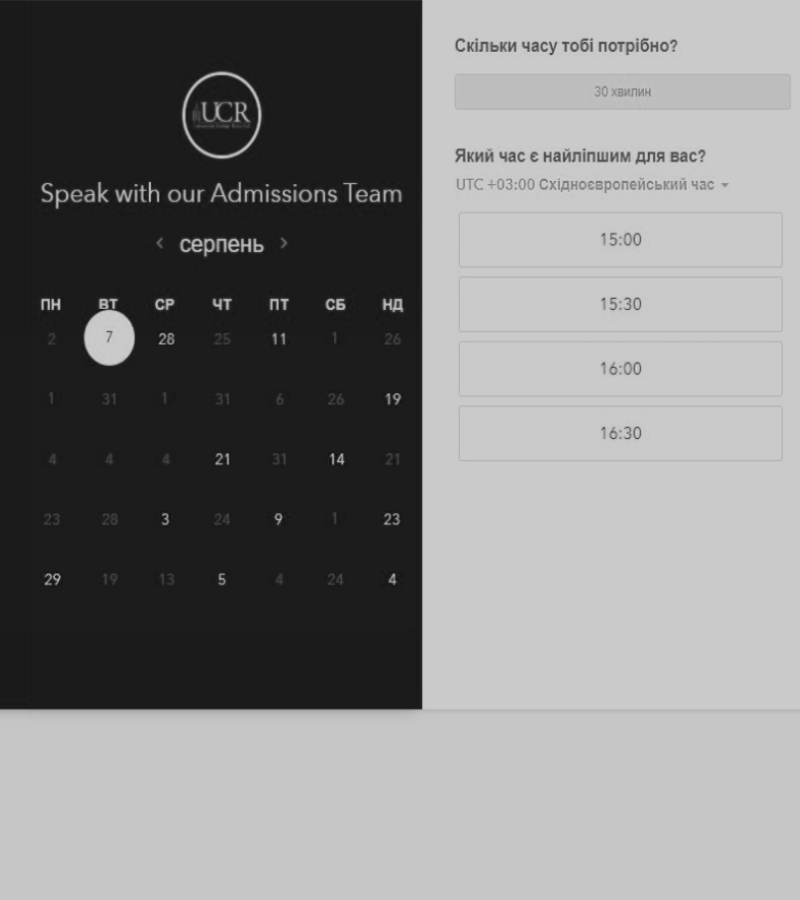 UCR
Speak with our Admissions Team
серпень
ПН ВТ СР ЧТ ПТ СБ НД
2 7 28 25 11 1 26
1 31 1 31 6 26 19
4 4 4 21 31 14 21
23 28 3 24 9 1 23
29 19 13 5 4 24 4
Скільки часу тобі потрібно?
30 хвилин
Який час є найліпшим для вас?
UTC +03:00 Східноєвропейський час
15:00
15:30
16:00
16:30